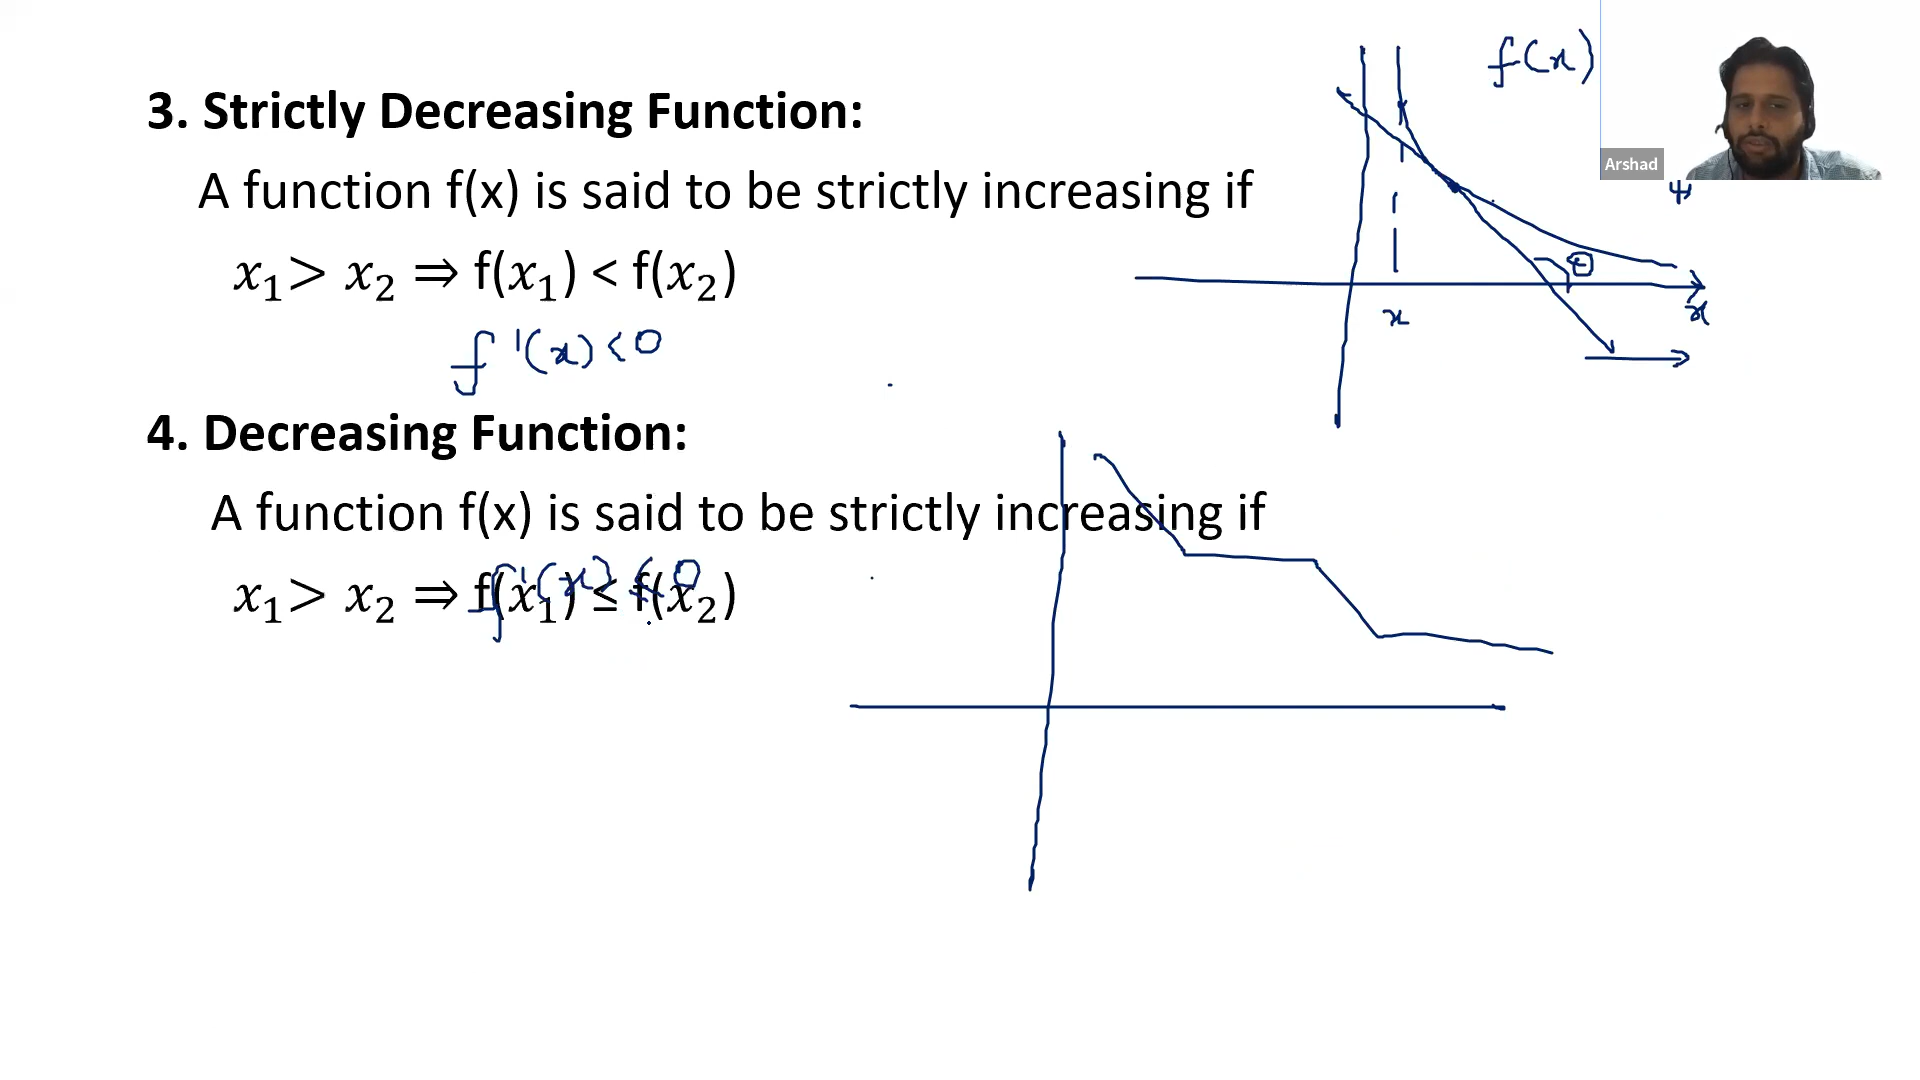 f(x)
3. Strictly Decreasing Function:
Arshad
A function f(x) is said to be strictly increasing if
x₁> x₂ ⇒ f(x₁) < f(x₂)
θ
x
x
f'(x)<0
4. Decreasing Function:
A function f(x) is said to be strictly increasing if
f'(x) ≤ 0
x₁> x₂ ⇒ f(x₁) ≤ f(x₂)